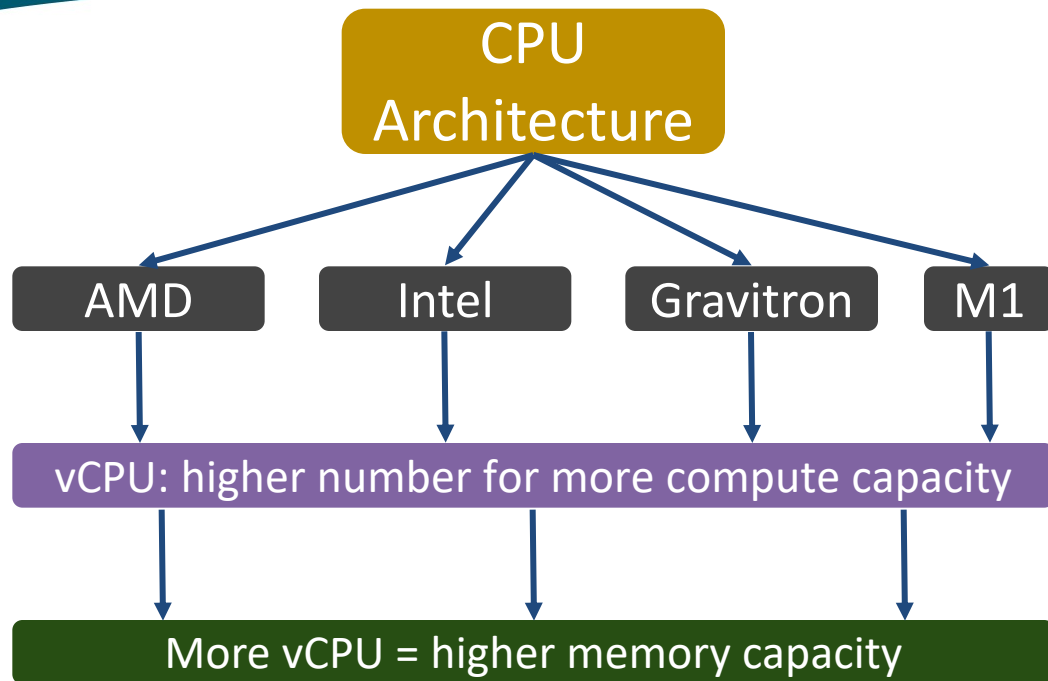 CPU
Architecture
AMD
Intel
Gravitron
M1
vCPU: higher number for more compute capacity
More vCPU = higher memory capacity